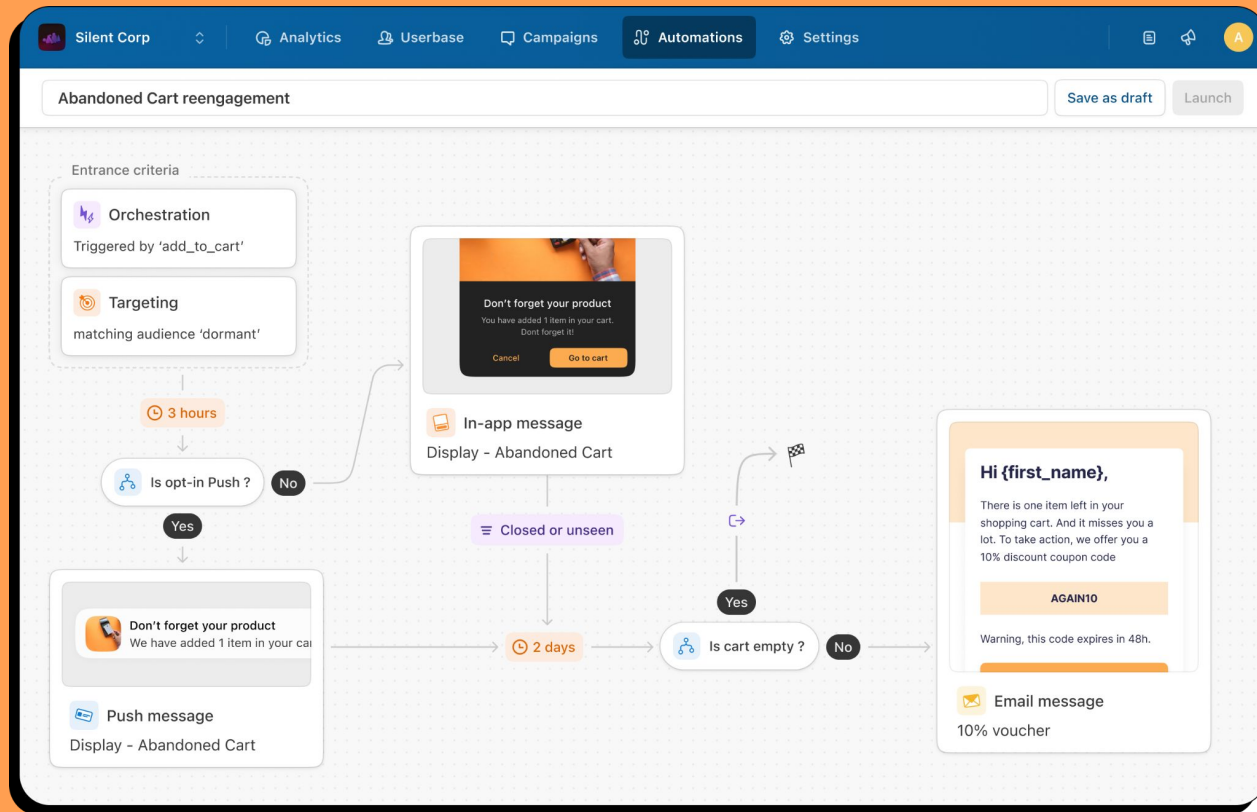 Silent Corp
Analytics
Userbase
Campaigns
Automations
Settings
A
Abandoned Cart reengagement
Save as draft
Launch
Entrance criteria
Orchestration
Triggered by ‘add_to_cart’
Targeting
matching audience ‘dormant’
3 hours
Is opt-in Push ?
No
Yes
Don’t forget your product
You have added 1 item in your cart.
Dont forget it!
Cancel
Go to cart
In-app message
Display - Abandoned Cart
Closed or unseen
Don’t forget your product
We have added 1 item in your
Push message
Display - Abandoned Cart
2 days
Is cart empty ?
Yes
No
Hi {first_name},
There is one item left in your
shopping cart. And it misses you a
lot. To take action, we offer you a
10% discount coupon code
AGAIN10
Warning, this code expires in 48h.
Email message
10% voucher